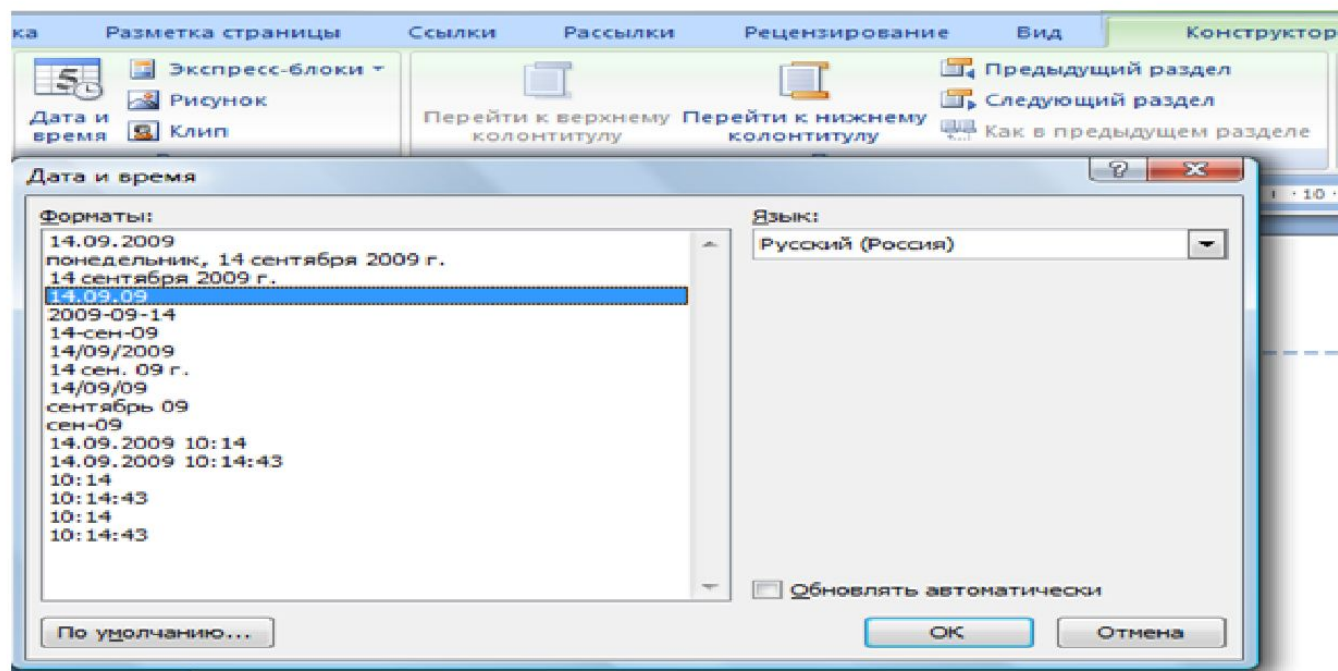 ка Разметка страницы Ссылки Рассылки Рецензирование Вид Конструктор
Дата и время
Экспресс-блоки
Рисунок
Клип
Перейти к верхнему колонтитулу
Перейти к нижнему колонтитулу
Предыдущий раздел
Следующий раздел
Как в предыдущем разделе
Дата и время
10
Форматы:
14.09.2009
понедельник, 14 сентября 2009 г.
14 сентября 2009 г.
14.09.09
2009-09-14
14-сен-09
14/09/2009
14 сен. 09 г.
14/09/09
сентябрь 09
сен-09
14.09.2009 10:14
14.09.2009 10:14:43
10:14
10:14:43
10:14
10:14:43
Язык:
Русский (Россия)
Обновлять автоматически
По умолчанию...
ОК
Отмена